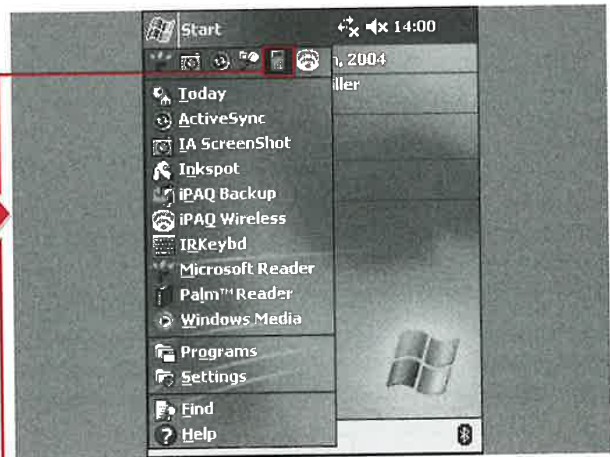 Start 14:00
, 2004
iller
Today
ActiveSync
IA ScreenShot
Inkspot
iPAQ Backup
iPAQ Wireless
IRKeybd
Microsoft Reader
Palm™ Reader
Windows Media
Programs
Settings
Find
Help